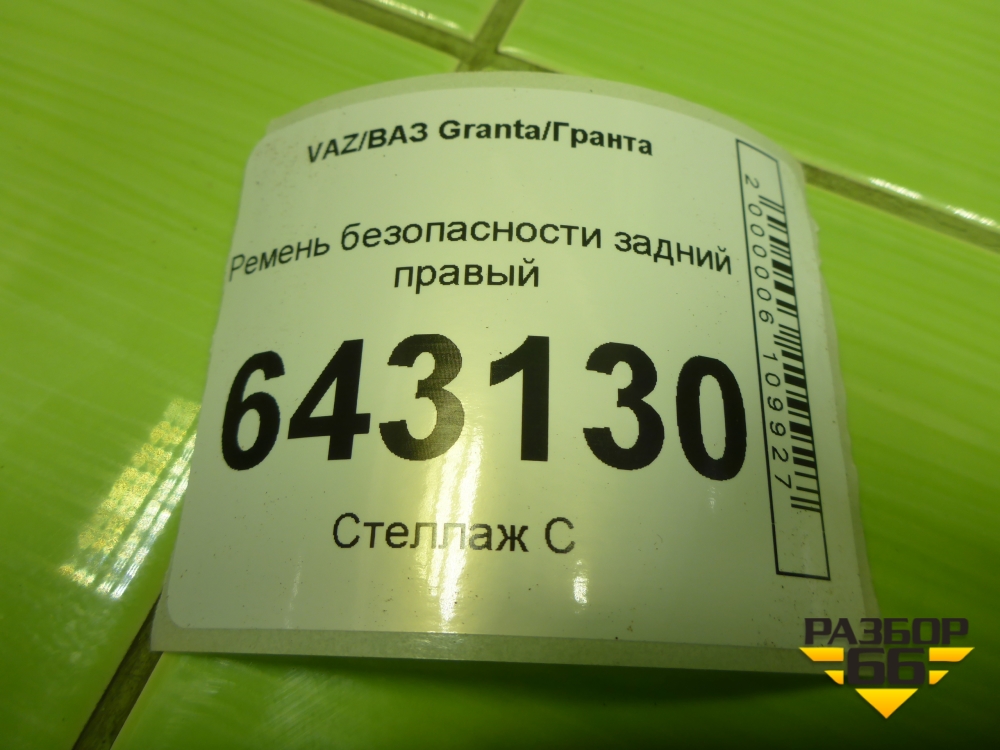 VAZ/ВАЗ Granta/Гранта
Ремень безопасности задний
правый
643130
Стеллаж С
2000006109927
РАЗБОР
66